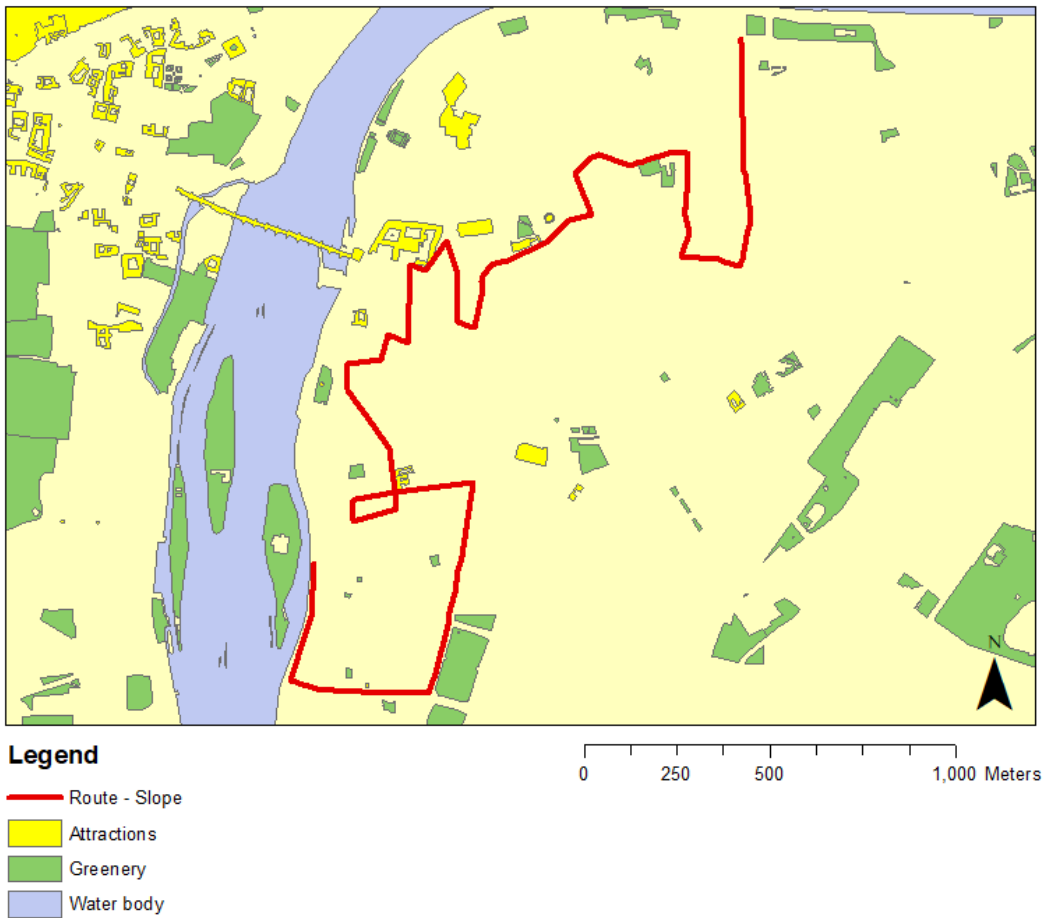 N
Legend
0 250 500 1,000 Meters
Route - Slope
Attractions
Greenery
Water body